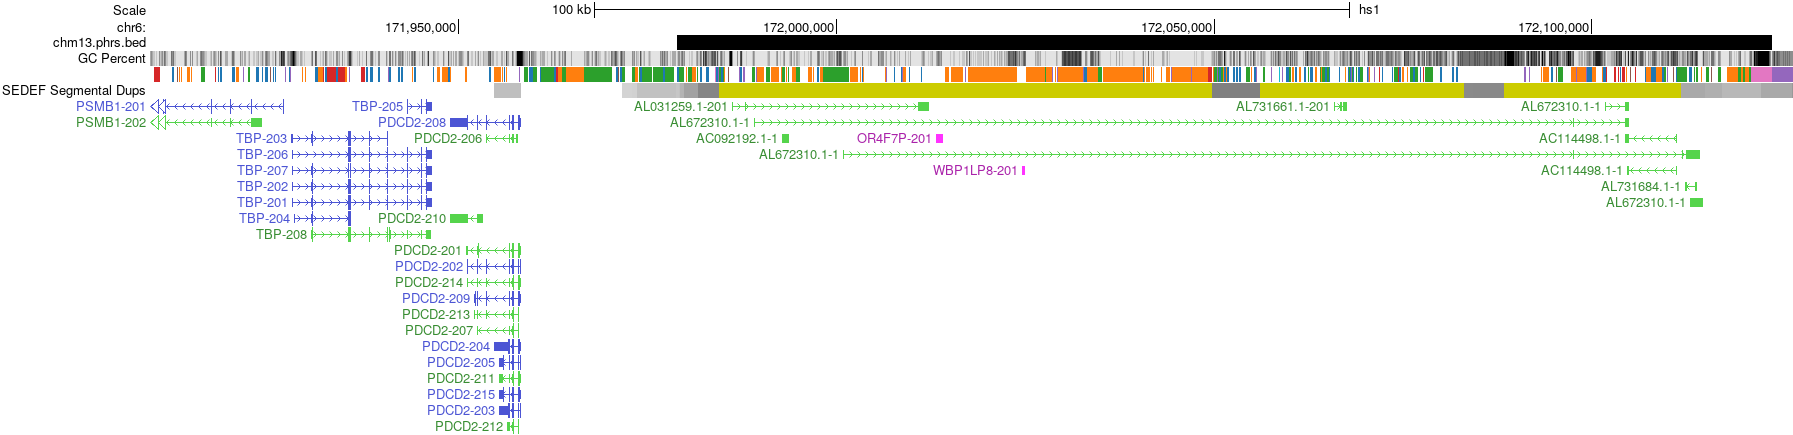 Scale 100 kb hs1
chr6: 171,950,000 172,000,000 172,050,000 172,100,000
chm13.phrs.bed
GC Percent
SEDEF Segmental Dups
PSMB1-201 TBP-205 AL031259.1-201 AL731661.1-201 AL672310.1-1
PSMB1-202 PDCD2-208 AL672310.1-1
TBP-203 PDCD2-206 AC092192.1-1 OR4F7P-201 AC114498.1-1
TBP-206 AL672310.1-1
TBP-207 WBP1LP8-201 AC114498.1-1
TBP-202 AL731684.1-1
TBP-201 AL672310.1-1
TBP-204 PDCD2-210
TBP-208
PDCD2-201
PDCD2-202
PDCD2-214
PDCD2-209
PDCD2-213
PDCD2-207
PDCD2-204
PDCD2-205
PDCD2-211
PDCD2-215
PDCD2-203
PDCD2-212